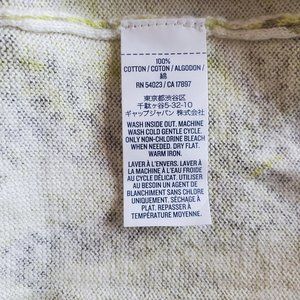 100%
COTTON / COTON / ALGODON /
綿
RN 54023 / CA 17897
東京都渋谷区
千駄ヶ谷5-32-10
ギャップジャパン 株式会社
WASH INSIDE OUT. MACHINE
WASH COLD GENTLE CYCLE.
ONLY NON-CHLORINE BLEACH
WHEN NEEDED. DRY FLAT.
WARM IRON.
LAVER À L'ENVERS. LAVER À
LA MACHINE À L'EAU FROIDE
AU CYCLE DÉLICAT. UTILISER
AU BESOIN UN AGENT DE
BLANCHIMENT SANS CHLORE
UNIQUEMENT. SÉCHAGE À
PLAT. REPASSER À
TEMPÉRATURE MOYENNE.